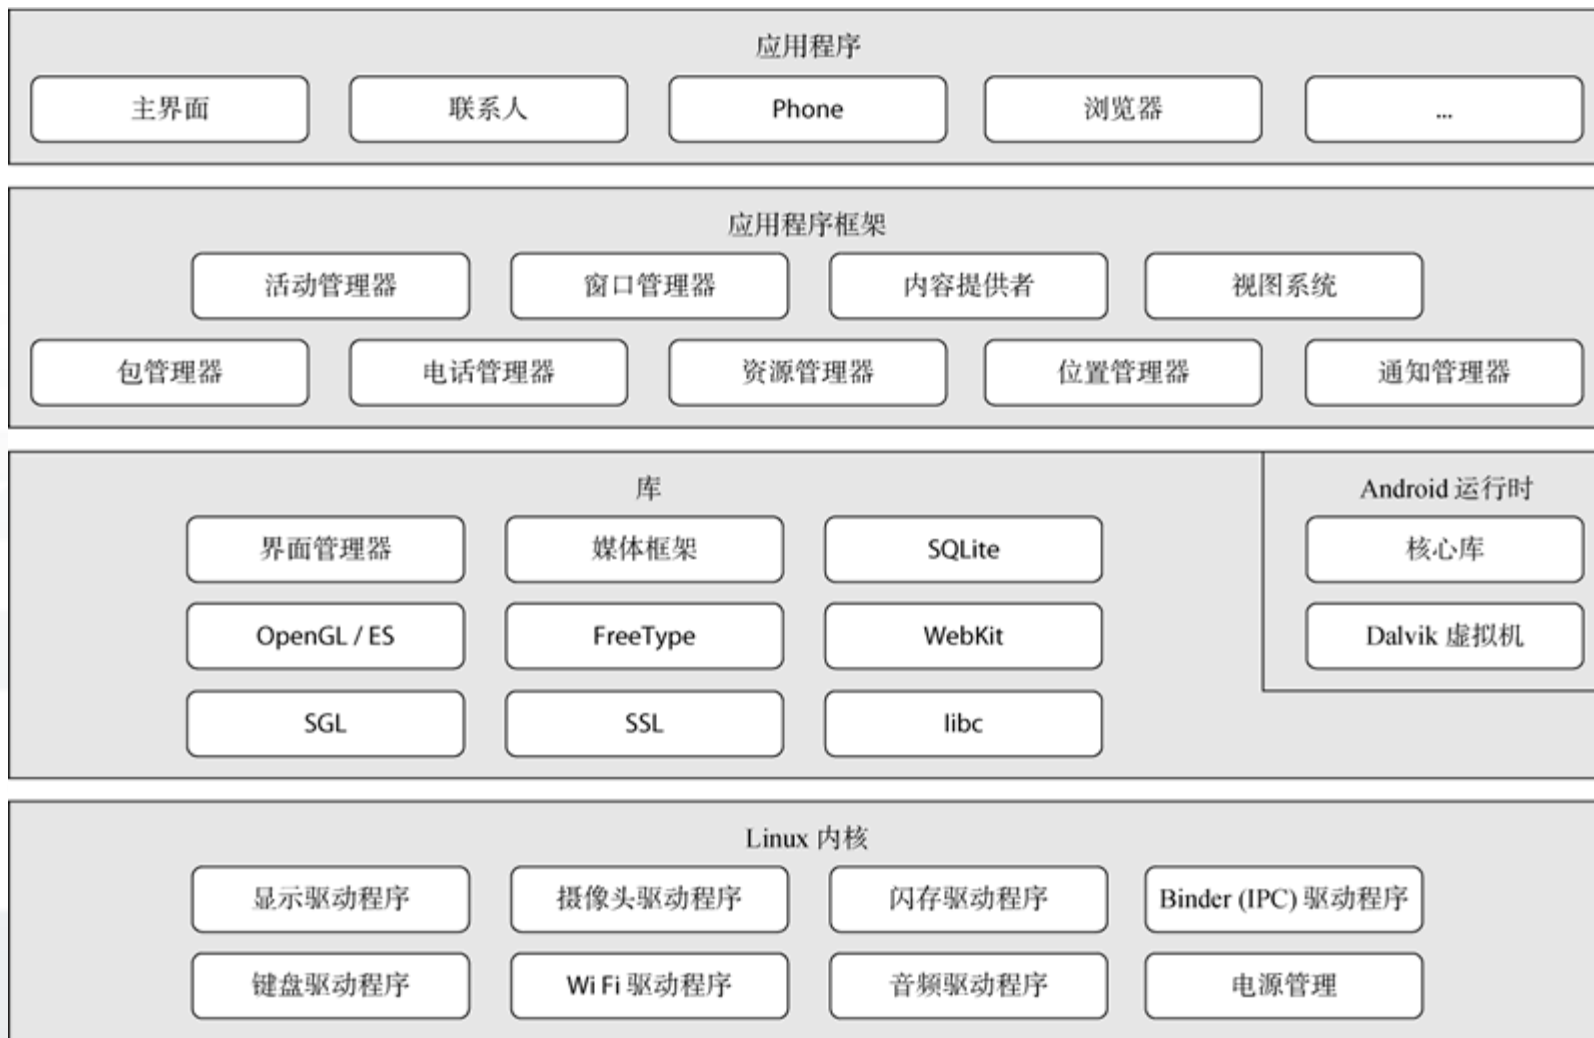 应用程序
主界面
联系人
Phone
浏览器
...
应用程序框架
活动管理器
窗口管理器
内容提供者
视图系统
包管理器
电话管理器
资源管理器
位置管理器
通知管理器
库
界面管理器
媒体框架
SQLite
OpenGL / ES
FreeType
WebKit
SGL
SSL
libc
Android 运行时
核心库
Dalvik 虚拟机
Linux 内核
显示驱动程序
摄像头驱动程序
闪存驱动程序
Binder (IPC) 驱动程序
键盘驱动程序
Wi Fi 驱动程序
音频驱动程序
电源管理